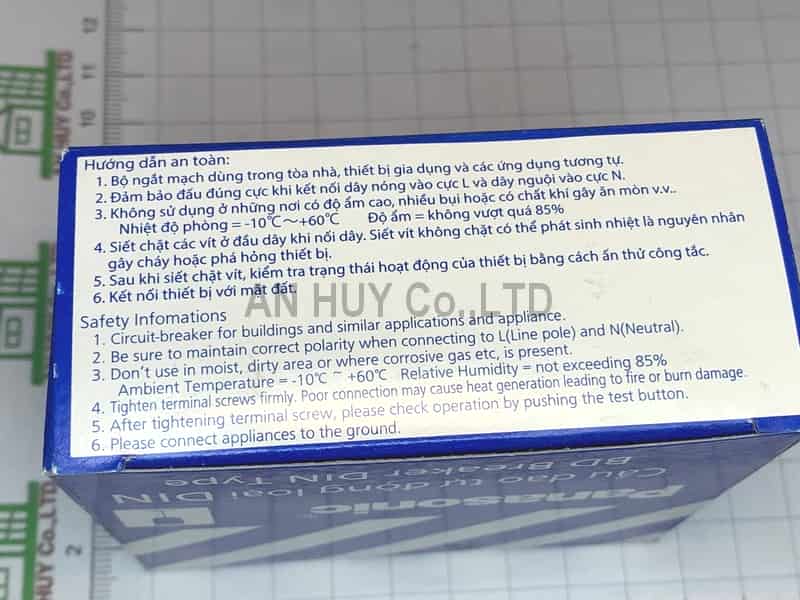 Hướng dẫn an toàn:
1. Bộ ngắt mạch dùng trong tòa nhà, thiết bị gia dụng và các ứng dụng tương tự.
2. Đảm bảo đấu đúng cực khi kết nối dây nóng vào cực L và dây nguội vào cực N.
3. Không sử dụng ở những nơi có độ ẩm cao, nhiều bụi hoặc có chất khí gây ăn mòn v.v..
Nhiệt độ phòng = -10℃～+60℃ Độ ẩm = không vượt quá 85%
4. Siết chặt các vít ở đầu dây khi nối dây. Siết vít không chặt có thể phát sinh nhiệt là nguyên nhân
gây cháy hoặc phá hỏng thiết bị.
5. Sau khi siết chặt vít, kiểm tra trạng thái hoạt động của thiết bị bằng cách ấn thử công tắc.
6. Kết nối thiết bị với mặt đất.
AN HUY Co.,LTD
Safety Infomations
1. Circuit-breaker for buildings and similar applications and appliance.
2. Be sure to maintain correct polarity when connecting to L(Line pole) and N(Neutral).
3. Don't use in moist, dirty area or where corrosive gas etc, is present.
Ambient Temperature = -10℃ ~ +60℃ Relative Humidity = not exceeding 85%
4. Tighten terminal screws firmly. Poor connection may cause heat generation leading to fire or burn damage.
5. After tightening terminal screw, please check operation by pushing the test button.
6. Please connect appliances to the ground.
BD Breaker DIN Type
Cầu dao tự động loại DIN
Panasonic
12
11
10
2
HUY Co.,LTD
HUY Co.,LTD